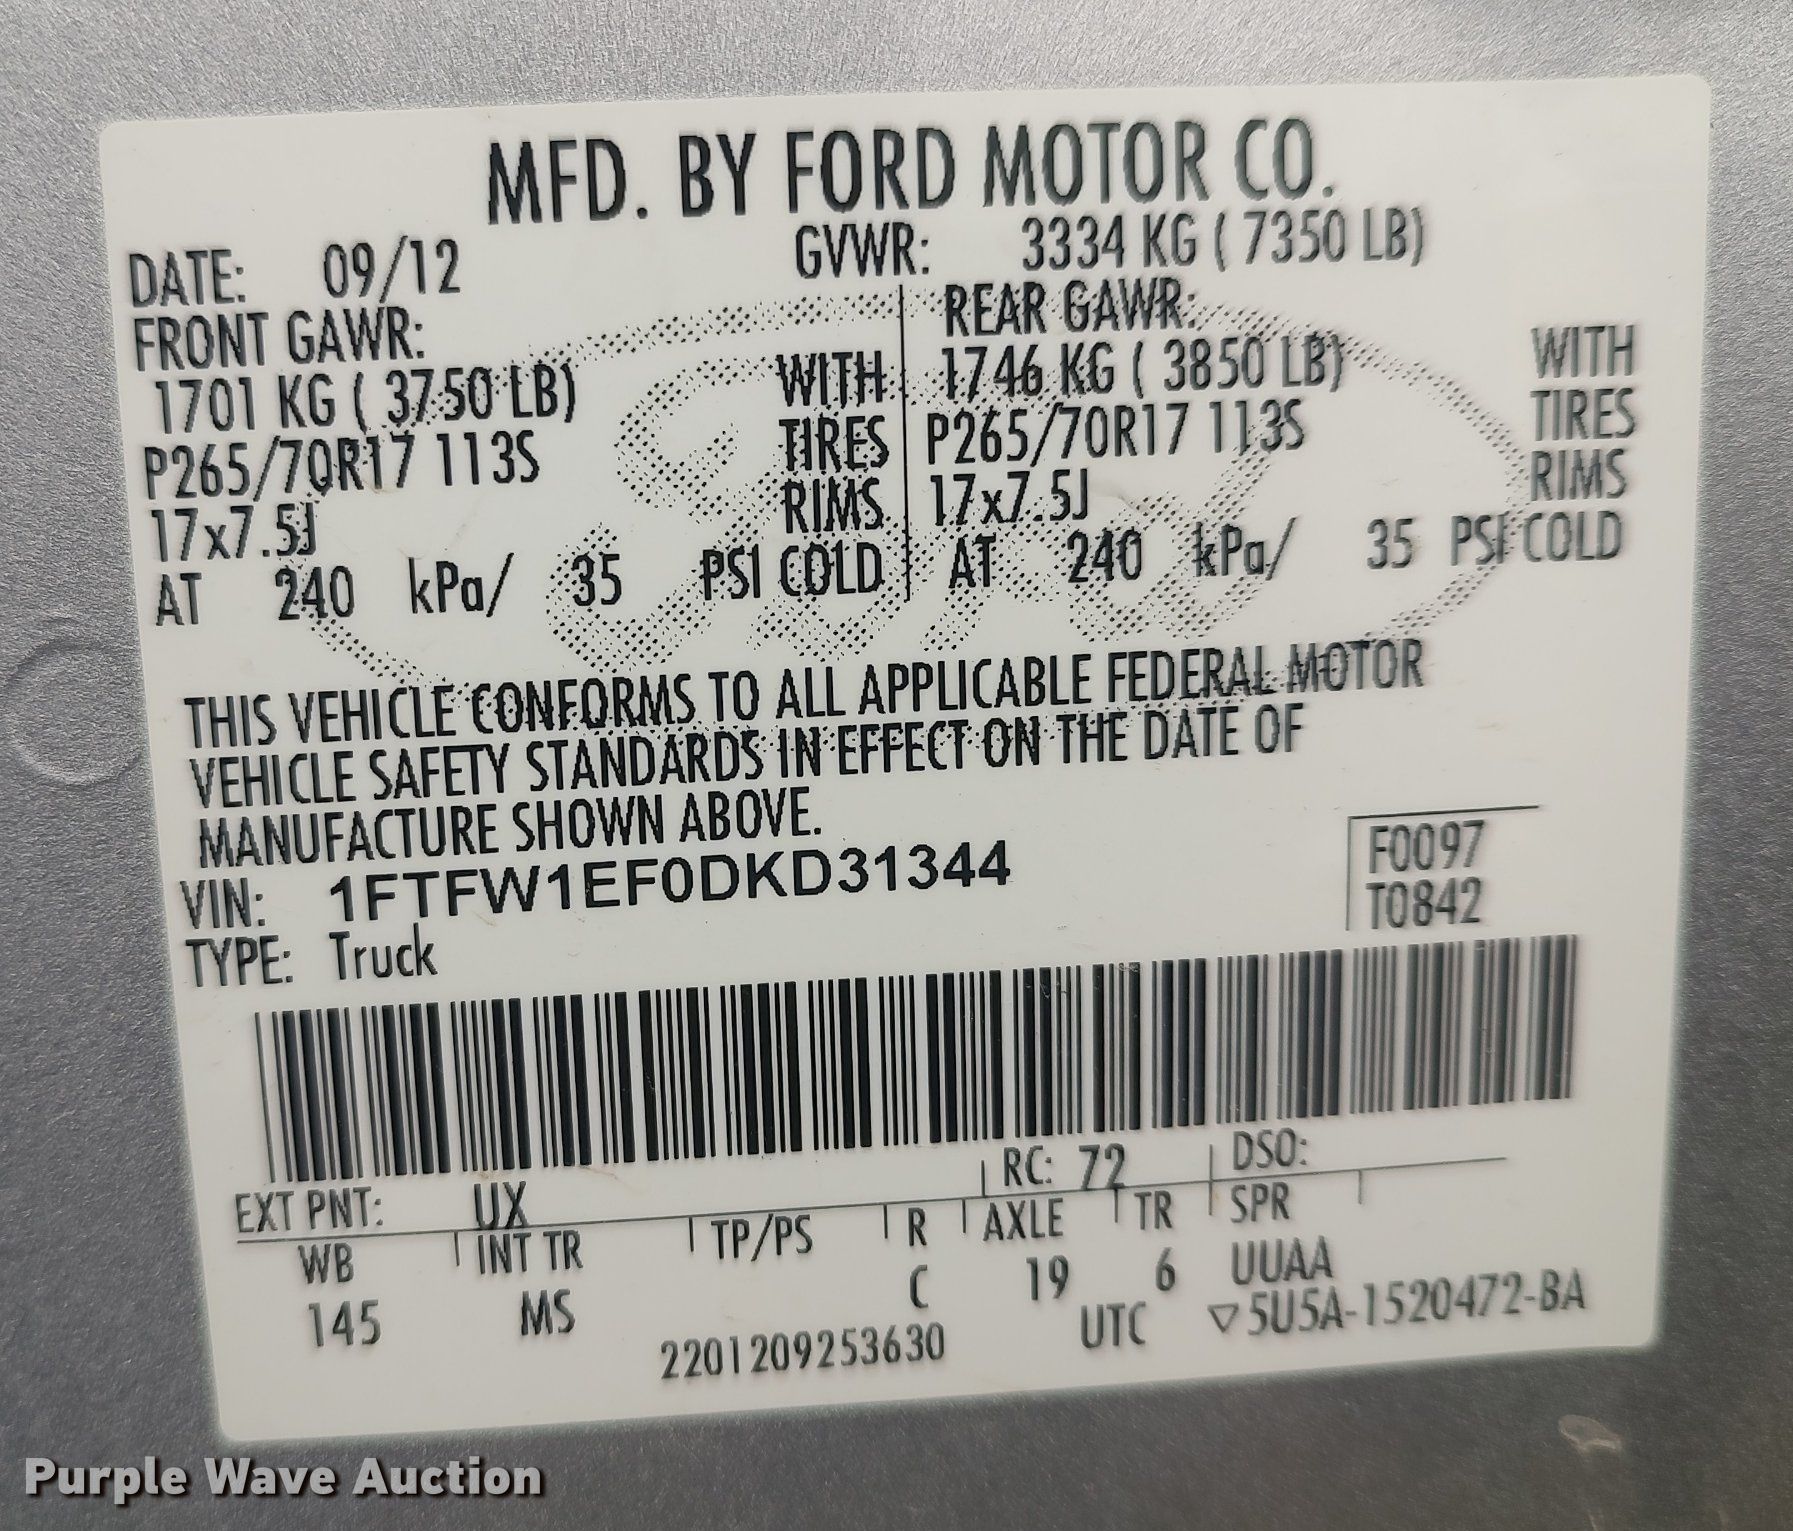 MFD. BY FORD MOTOR CO.
DATE: 09/12 GVWR: 3334 KG ( 7350 LB)
FRONT GAWR: REAR GAWR:
1701 KG ( 3750 LB) WITH 1746 KG ( 3850 LB) WITH
P265/70R17 113S TIRES P265/70R17 113S TIRES
17x7.5J RIMS 17x7.5J RIMS
AT 240 kPa/ 35 PSI COLD AT 240 kPa/ 35 PSI COLD
THIS VEHICLE CONFORMS TO ALL APPLICABLE FEDERAL MOTOR
VEHICLE SAFETY STANDARDS IN EFFECT ON THE DATE OF
MANUFACTURE SHOWN ABOVE.
VIN: 1FTFW1EF0DKD31344 F0097
TYPE: Truck T0842
EXT PNT: UX RC: 72 DSO:
WB INT TR TP/PS R AXLE TR SPR
145 MS C 19 6 UUAA
2201209253630 UTC ▽5U5A-1520472-BA
Purple Wave Auction